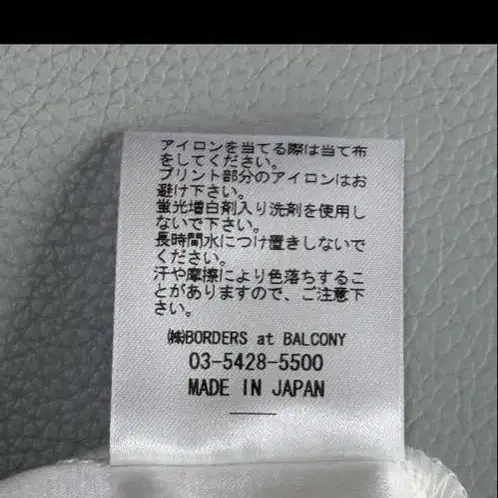 アイロンを当てる際は当て布
をしてください。
プリント部分のアイロンはお
避け下さい。
蛍光増白剤入り洗剤を使用し
ないで下さい。
長時間水につけ置きしないで
ください。
汗や摩擦により色落ちするこ
とがありますので、ご注意下
さい。
㈱BORDERS at BALCONY
03-5428-5500
MADE IN JAPAN